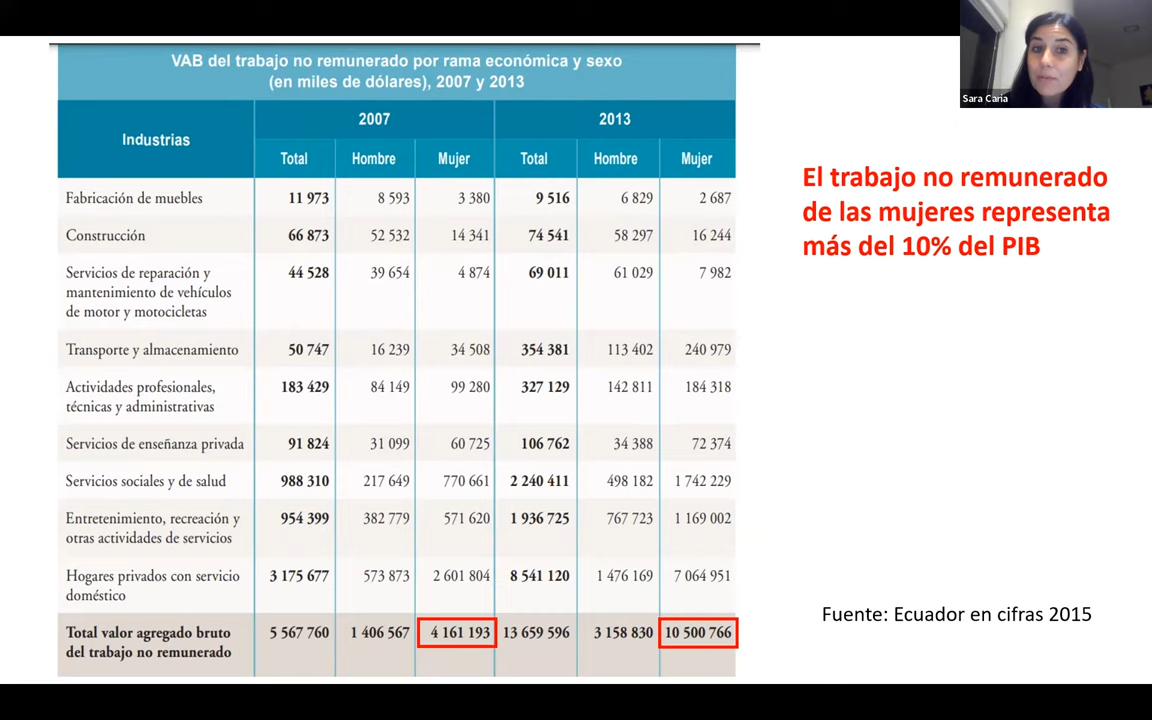 VAB del trabajo no remunerado por rama económica y sexo
(en miles de dólares), 2007 y 2013
Industrias
2007
2013
Total Hombre Mujer Total Hombre Mujer
Fabricación de muebles 11 973 8 593 3 380 9 516 6 829 2 687
Construcción 66 873 52 532 14 341 74 541 58 297 16 244
Servicios de reparación y 44 528 39 654 4 874 69 011 61 029 7 982
mantenimiento de vehículos
de motor y motocicletas
Transporte y almacenamiento 50 747 16 239 34 508 354 381 113 402 240 979
Actividades profesionales, 183 429 84 149 99 280 327 129 142 811 184 318
técnicas y administrativas
Servicios de enseñanza privada 91 824 31 099 60 725 106 762 34 388 72 374
Servicios sociales y de salud 988 310 217 649 770 661 2 240 411 498 182 1 742 229
Entretenimiento, recreación y 954 399 382 779 571 620 1 936 725 767 723 1 169 002
otras actividades de servicios
Hogares privados con servicio 3 175 677 573 873 2 601 804 8 541 120 1 476 169 7 064 951
doméstico
Total valor agregado bruto 5 567 760 1 406 567 4 161 193 13 659 596 3 158 830 10 500 766
del trabajo no remunerado
Sara Caria
El trabajo no remunerado
de las mujeres representa
más del 10% del PIB
Fuente: Ecuador en cifras 2015